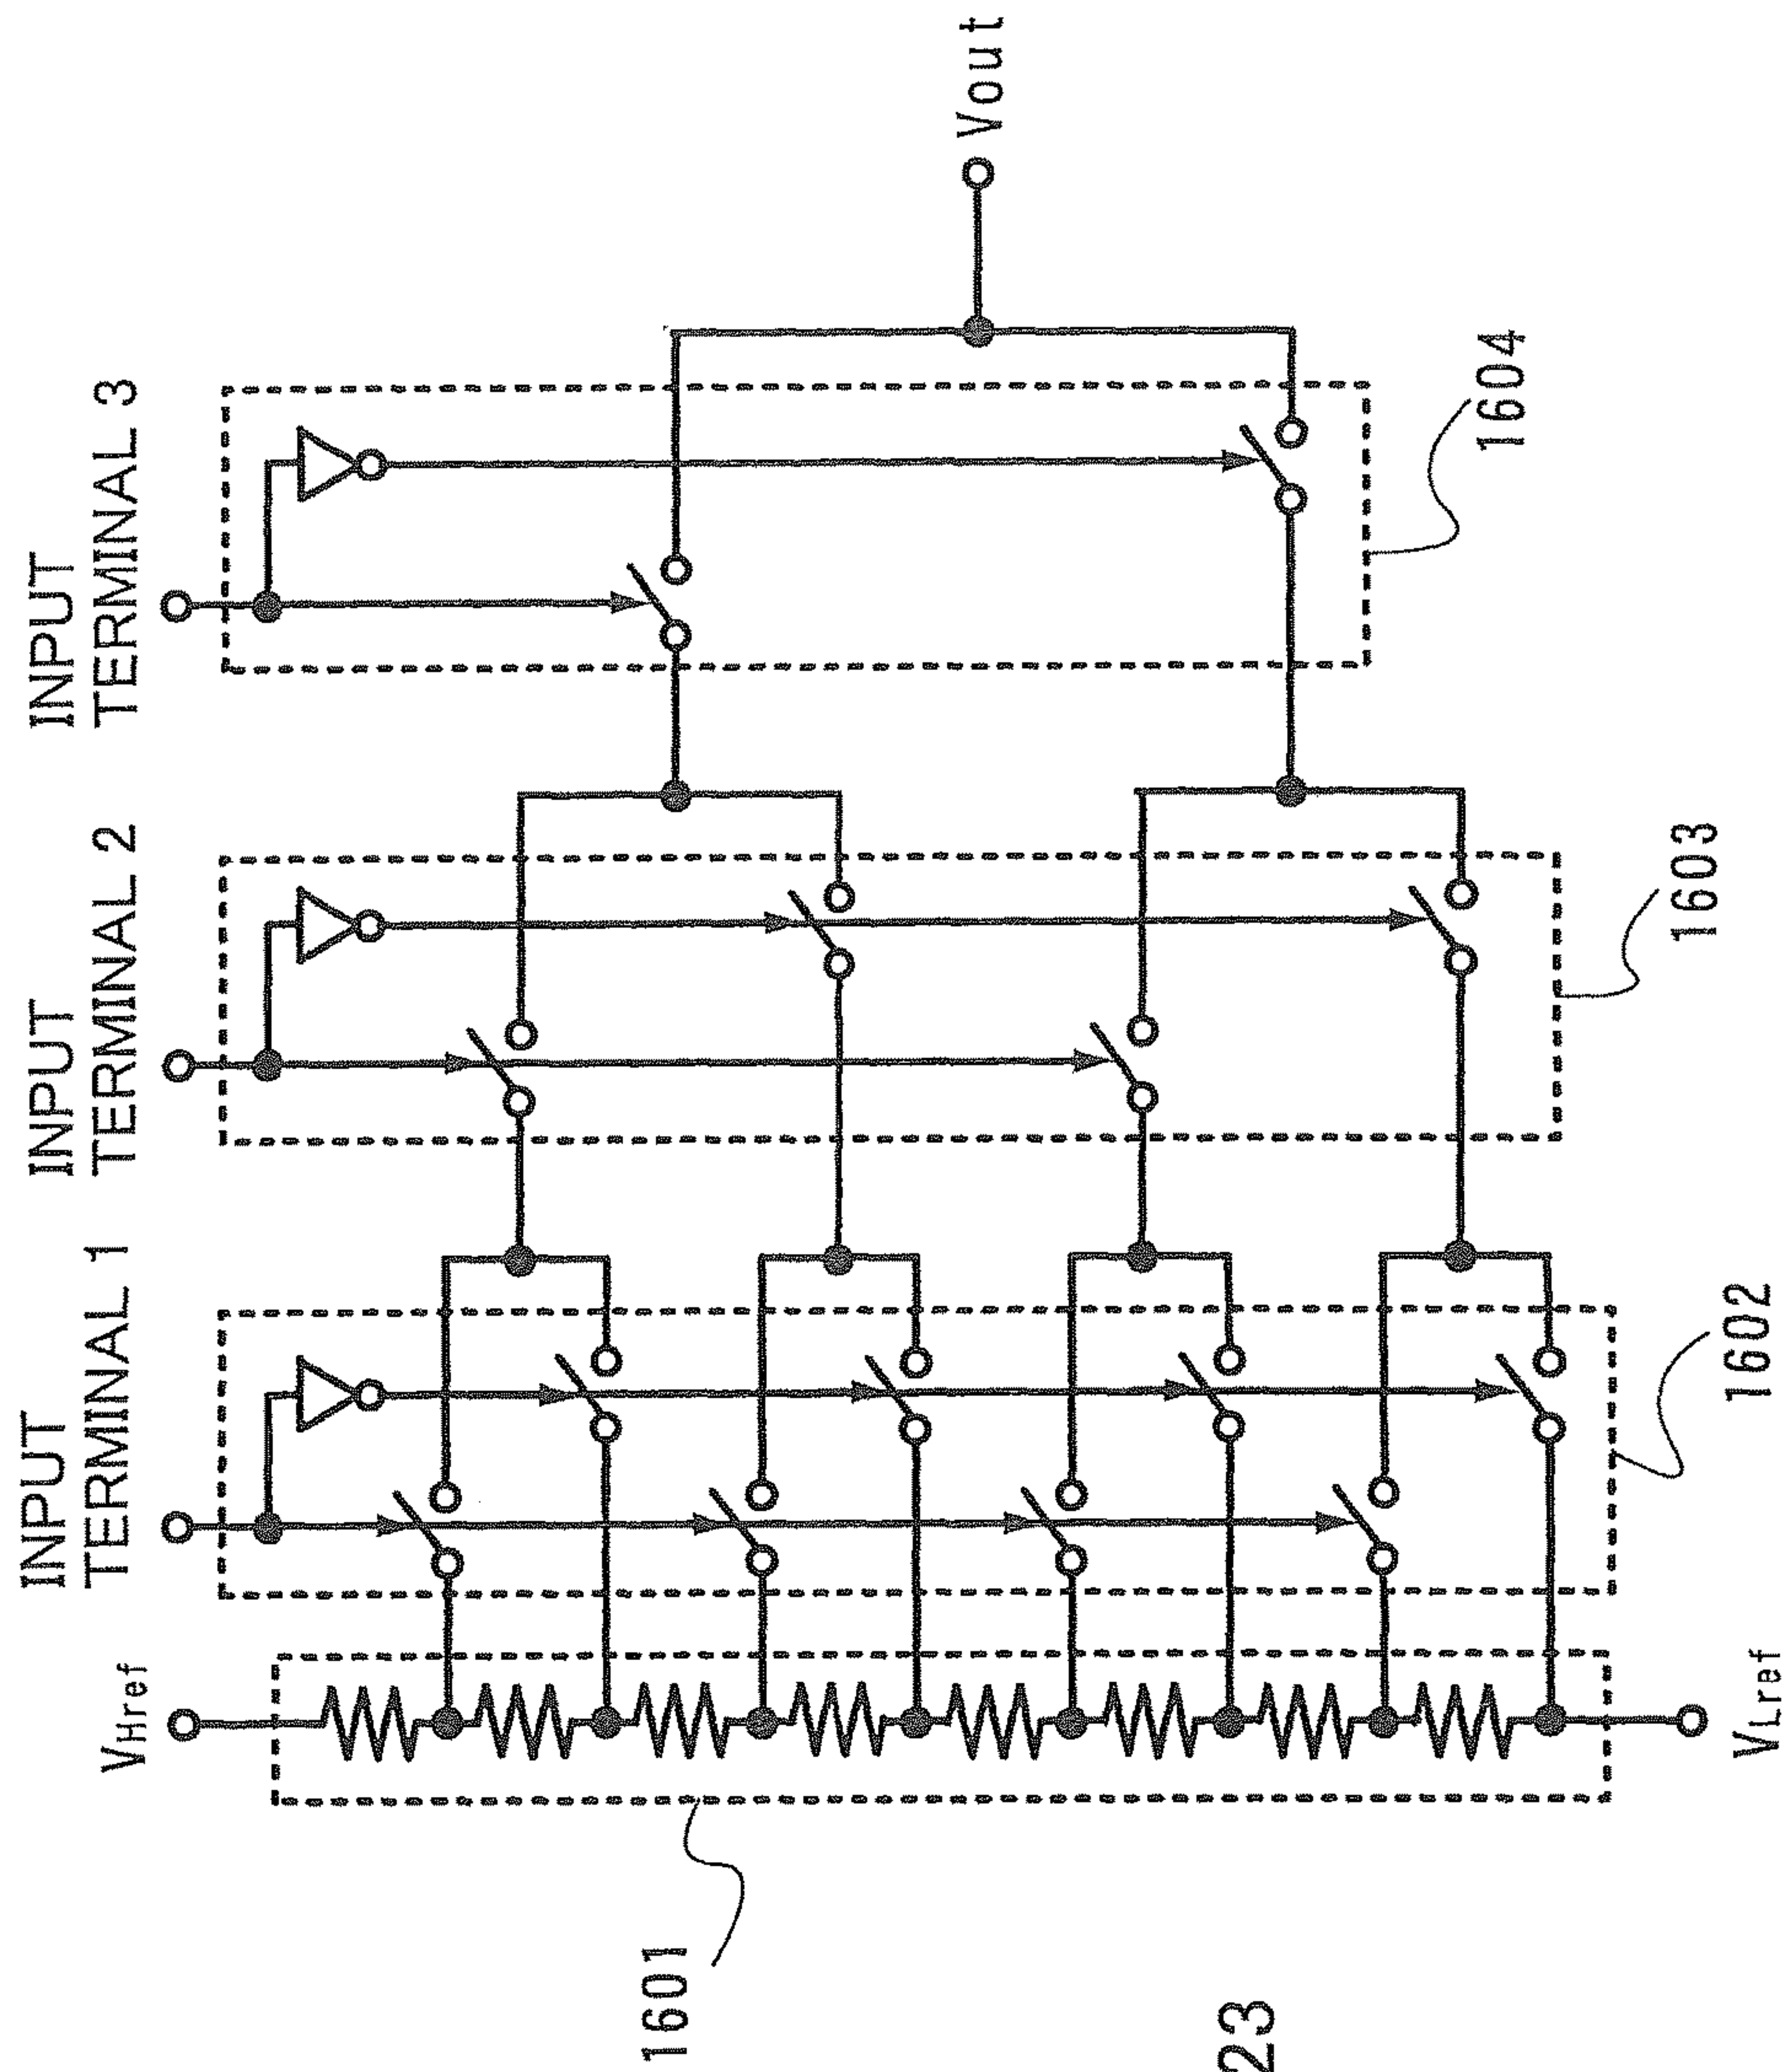 INPUT
TERMINAL 1
INPUT
TERMINAL 2
INPUT
TERMINAL 3
VHref
VLref
Vout
1601
1602
1603
1604
23